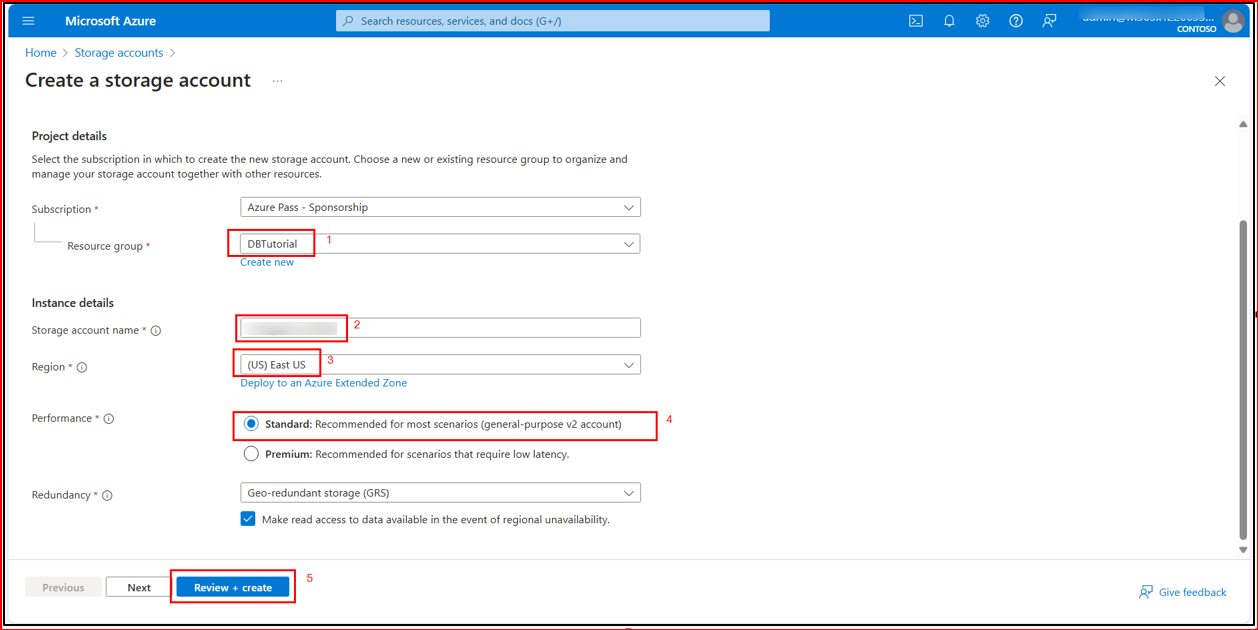 Microsoft Azure
Search resources, services, and docs (G+/)
CONTOSO
Home > Storage accounts >
Create a storage account ...
Project details
Select the subscription in which to create the new storage account. Choose a new or existing resource group to organize and
manage your storage account together with other resources.
Subscription * Azure Pass - Sponsorship
Resource group * DBTutorial 1
Create new
Instance details
Storage account name * 2
Region * (US) East US 3
Deploy to an Azure Extended Zone
Performance * Standard: Recommended for most scenarios (general-purpose v2 account) 4
Premium: Recommended for scenarios that require low latency.
Redundancy * Geo-redundant storage (GRS)
Make read access to data available in the event of regional unavailability.
Previous Next Review + create 5
Give feedback